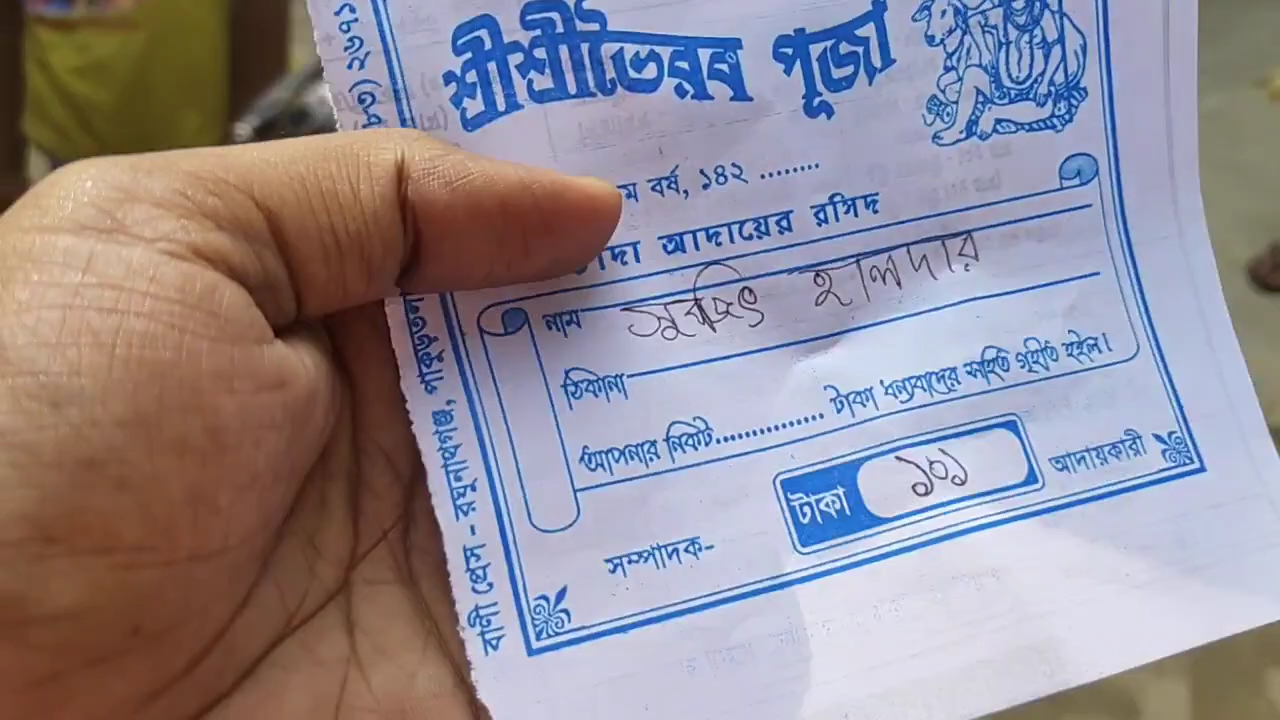 শ্রীশ্রীভৈরব পূজা
ম বর্ষ, ১৪২ ........
চাঁদা আদায়ের রসিদ
নাম সুরজিৎ হালদার
ঠিকানা
আপনার নিকট.............. টাকা ধন্যবাদের সহিত গৃহীত হইল।
টাকা ১০১
আদায়কারী
সম্পাদক-
বাণী প্রেস - রঘুনাথগঞ্জ,